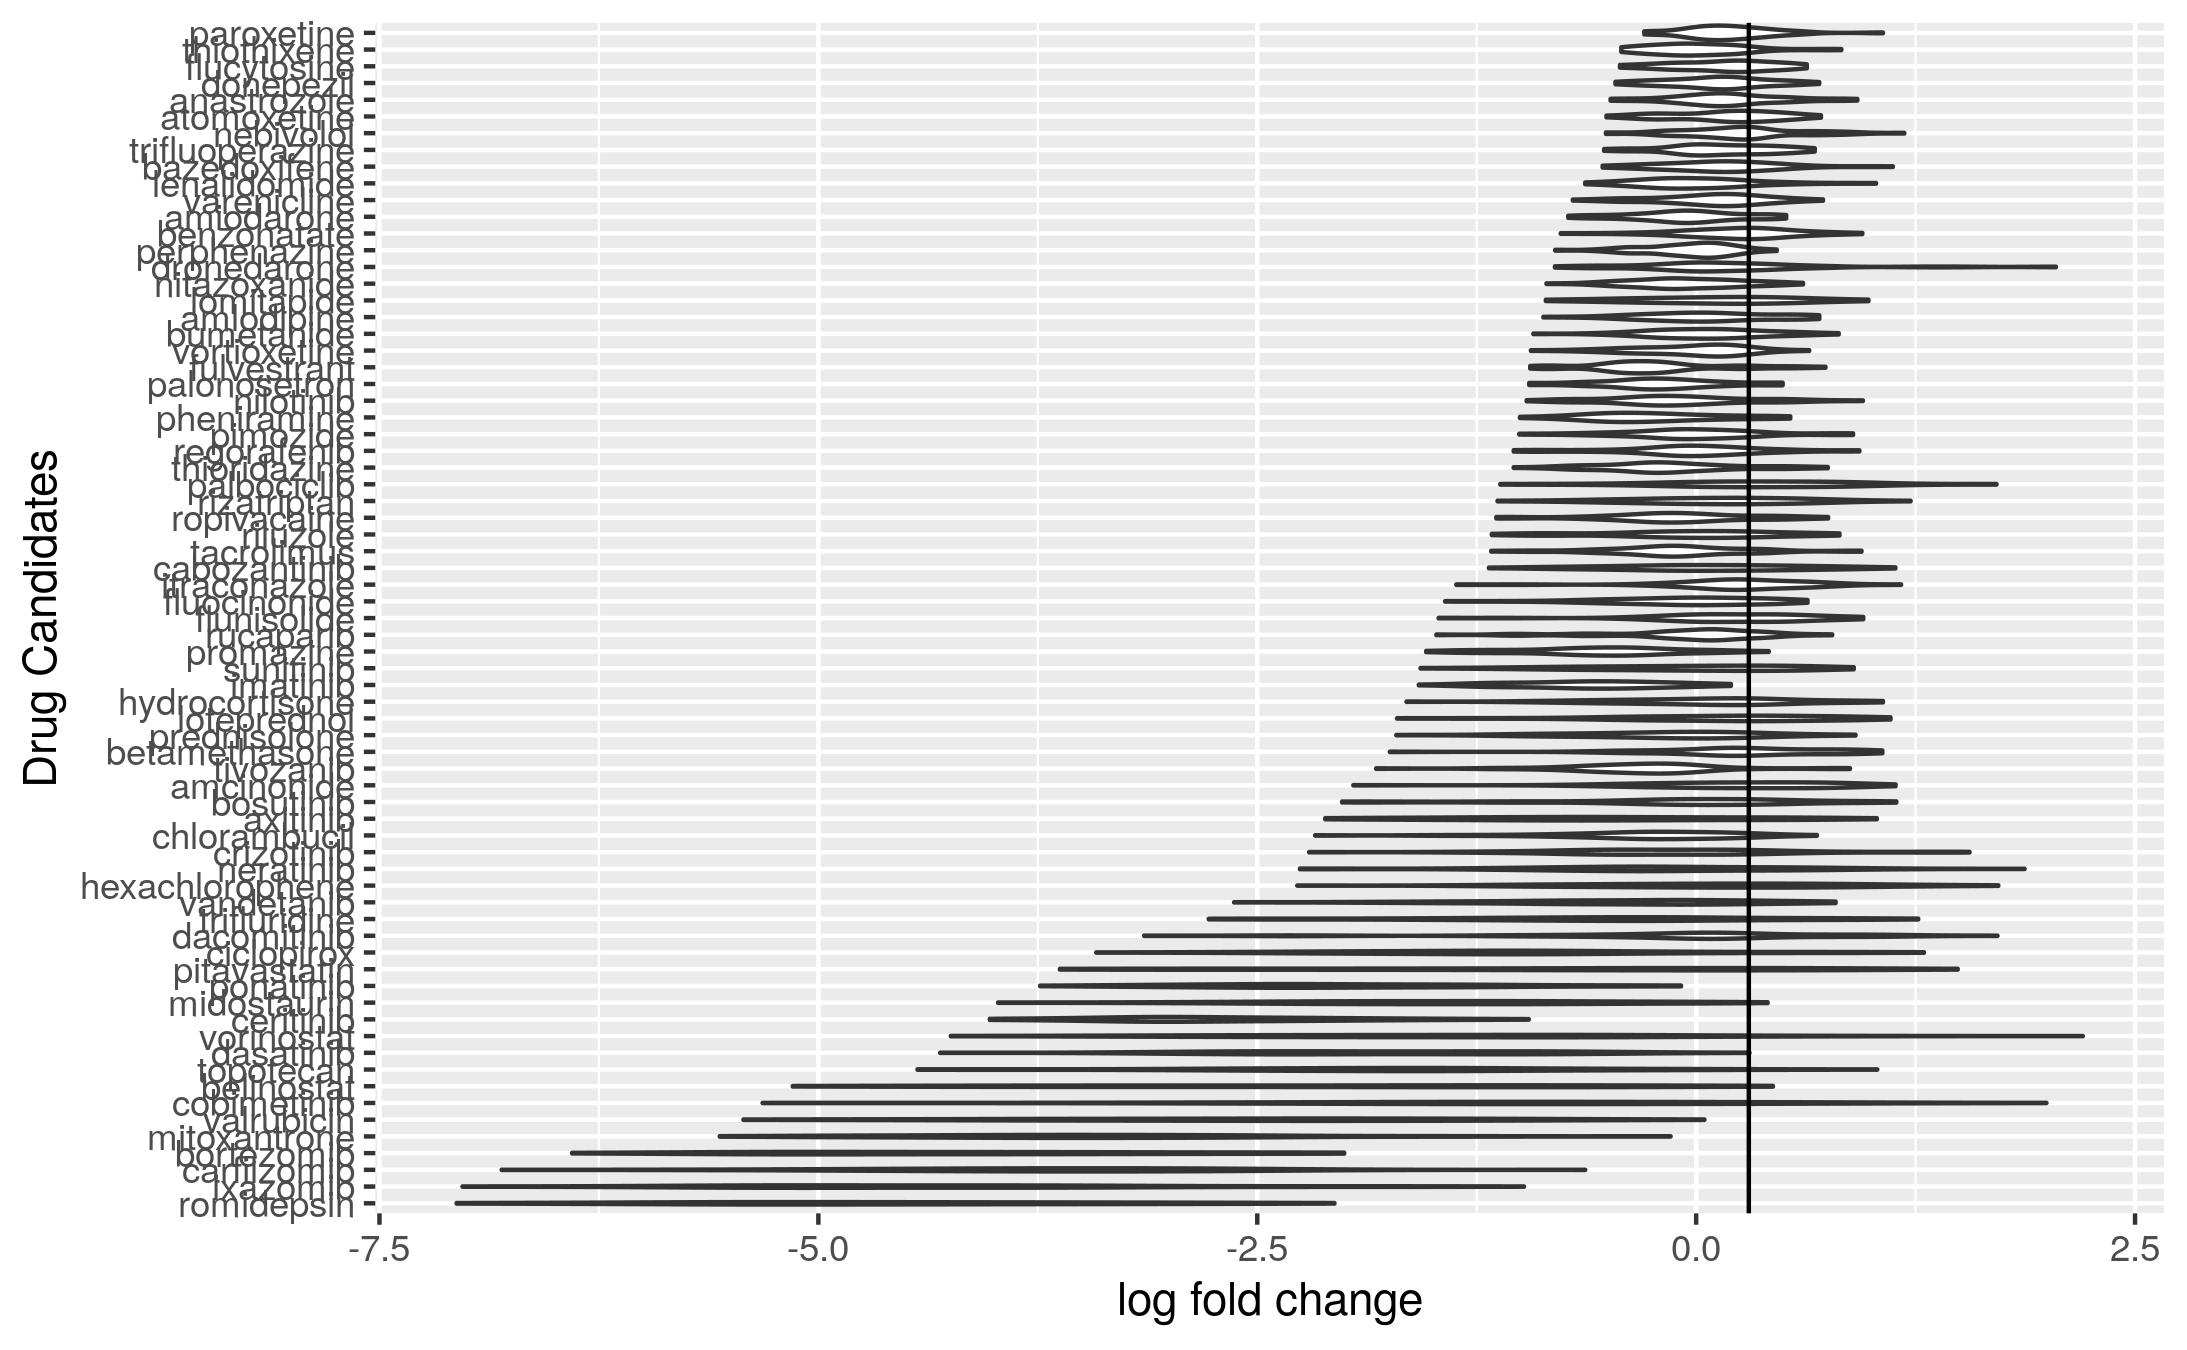 paroxetine
thiothixene
flucytosine
donepezil
anastrozole
atomoxetine
nebivolol
trifluoperazine
bazedoxifene
lenalidomide
varenicline
amiodarone
benzonatate
perphenazine
dronedarone
nitazoxanide
lomitapide
amlodipine
bumetanide
vortioxetine
fulvestrant
palonosetron
nilotinib
pheniramine
pimozide
regorafenib
thioridazine
palbociclib
rizatriptan
ropivacaine
riluzole
tacrolimus
cabozantinib
itraconazole
fluocinonide
flunisolide
rucaparib
promazine
sunitinib
imatinib
hydrocortisone
loteprednol
prednisolone
betamethasone
tivozanib
amcinonide
bosutinib
axitinib
chlorambucil
crizotinib
neratinib
hexachlorophene
vandetanib
trifluridine
dacomitinib
ciclopirox
pitavastatin
ponatinib
midostaurin
ceritinib
vorinostat
dasatinib
topotecan
belinostat
cobimetinib
valrubicin
mitoxantrone
bortezomib
carfilzomib
ixazomib
romidepsin
Drug Candidates
-7.5
-5.0
-2.5
0.0
2.5
log fold change